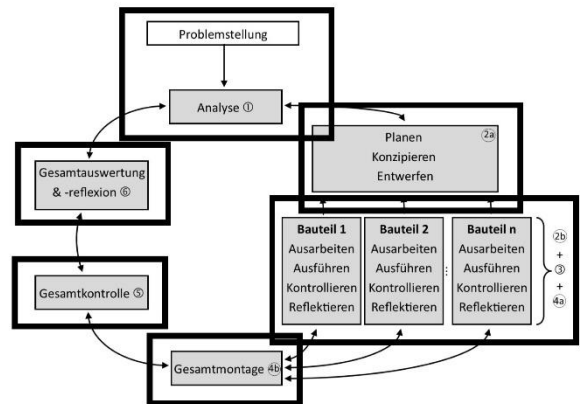 Problemstellung
Analyse ①
Planen 2a
Konzipieren
Entwerfen
Gesamtauswertung
& -reflexion ⑥
Bauteil 1
Ausarbeiten
Ausführen
Kontrollieren
Reflektieren
Bauteil 2
Ausarbeiten
Ausführen
Kontrollieren
Reflektieren
⋮
Bauteil n
Ausarbeiten
Ausführen
Kontrollieren
Reflektieren
2b
+
③
+
4a
Gesamtkontrolle ⑤
Gesamtmontage 4b